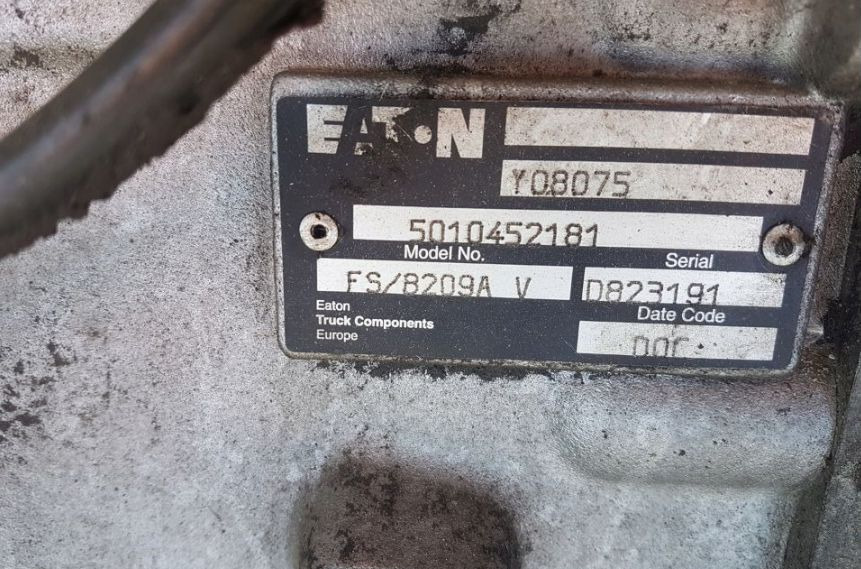 EATON
Y08075
5010452181
Model No.
Serial
FS/8209A V
D823191
Eaton
Truck Components
Europe
Date Code